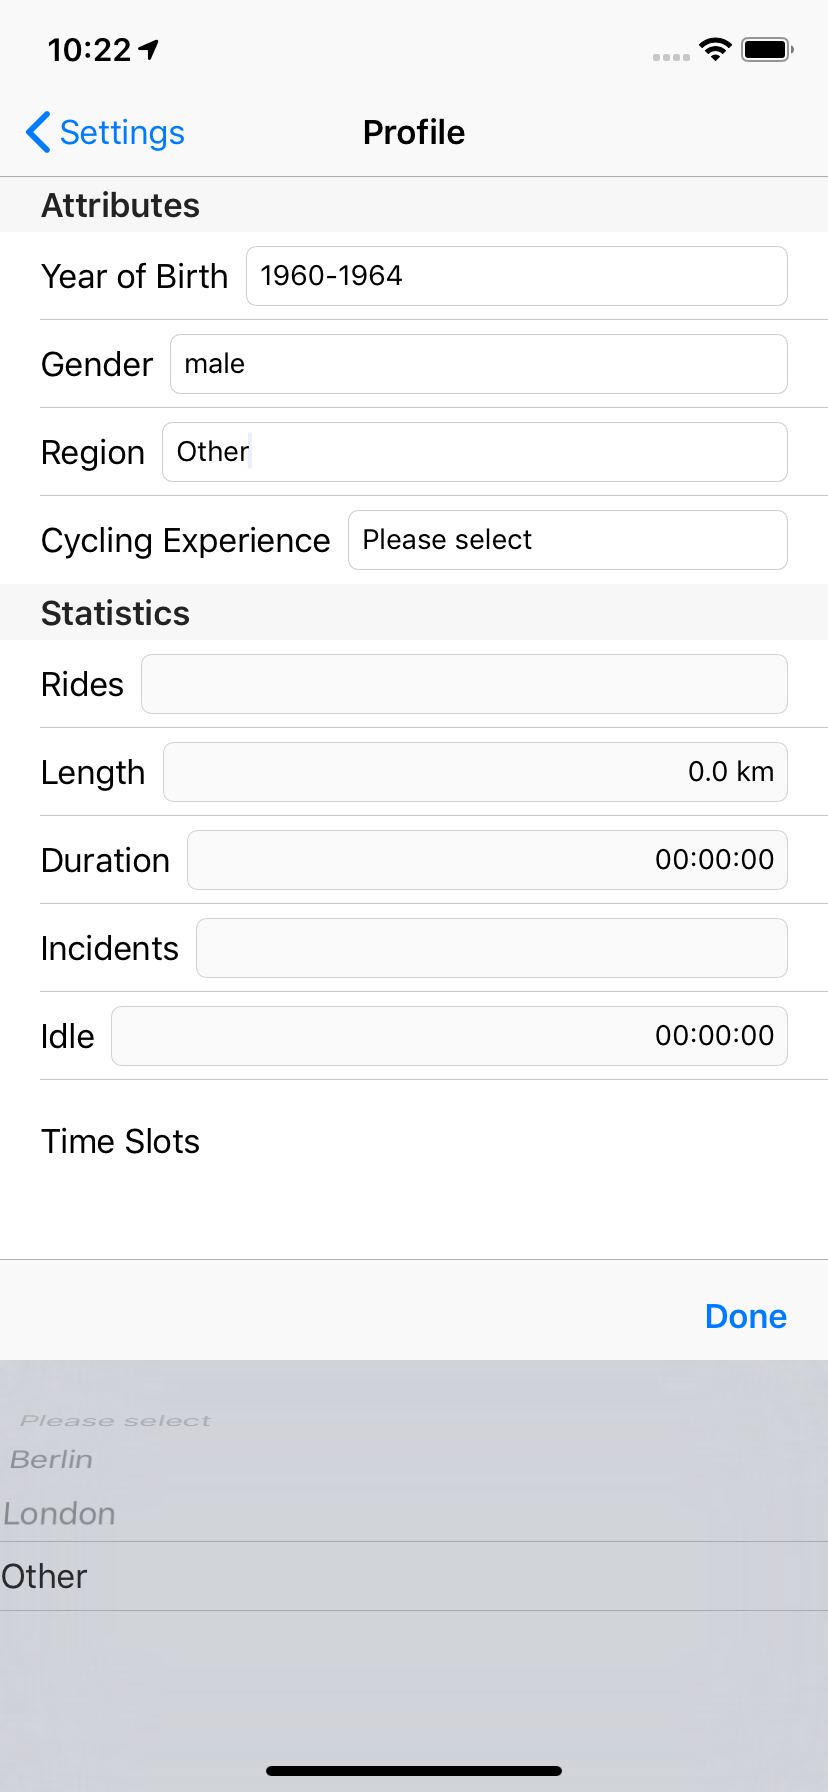 10:22
Settings
Profile
Attributes
Year of Birth 1960-1964
Gender male
Region Other
Cycling Experience Please select
Statistics
Rides
Length 0.0 km
Duration 00:00:00
Incidents
Idle 00:00:00
Time Slots
Done
Please select
Berlin
London
Other